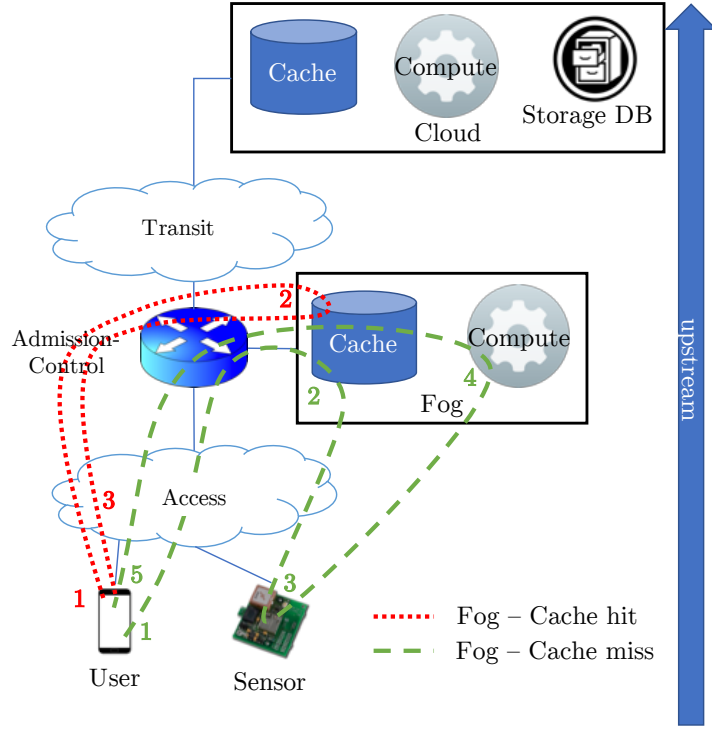 Cache
Compute
Storage DB
Cloud
Transit
2
Admission-
Control
Cache
Compute
4
2
Fog
upstream
Access
3
5
3
1
1
User
Sensor
Fog – Cache hit
Fog – Cache miss